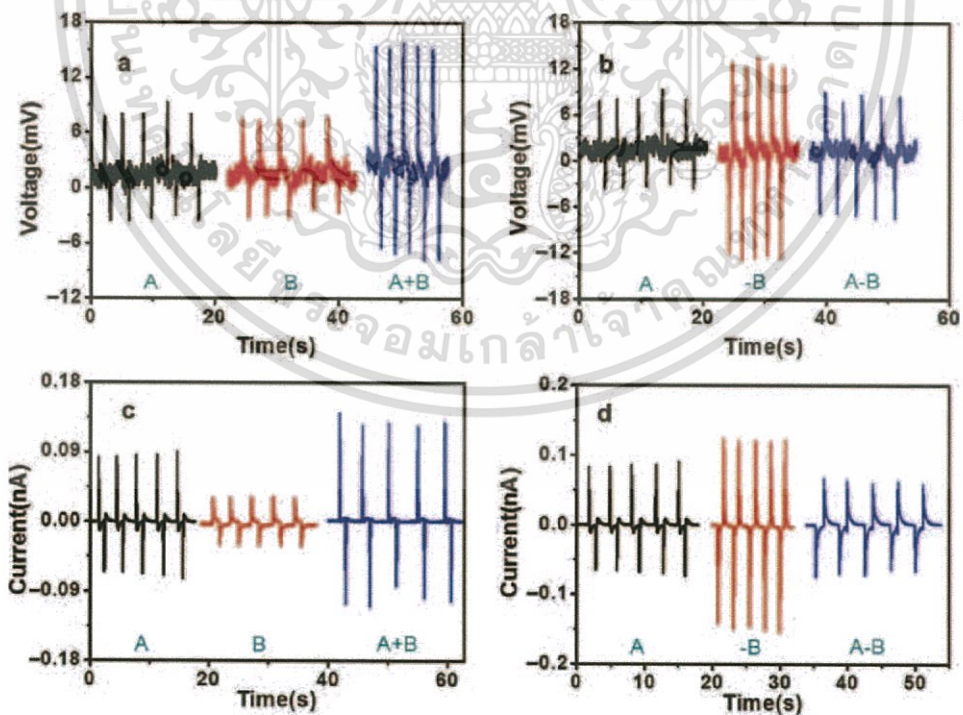 a
Voltage(mV)
18
12
6
0
−6
−12
A
B
A+B
0
20
40
60
Time(s)
b
Voltage(mV)
18
12
6
0
−6
−12
−18
A
-B
A-B
0
20
40
60
Time(s)
c
Current(nA)
0.18
0.09
0.00
−0.09
−0.18
A
B
A+B
0
20
40
60
Time(s)
d
Current(nA)
0.2
0.1
0.0
−0.1
−0.2
A
-B
A-B
0
10
20
30
40
50
Time(s)